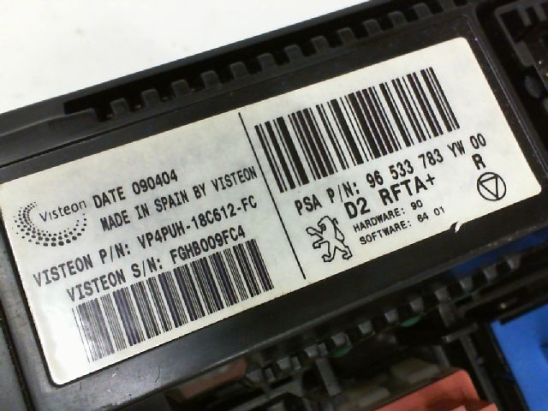 Visteon
DATE 090404
MADE IN SPAIN BY VISTEON
VISTEON P/N: VP4PUH-18C612-FC
VISTEON S/N: FGHB009FC4
PSA P/N: 96 533 783 YW 00
D2 RFTA+ R
HARDWARE: 90
SOFTWARE: 64 01